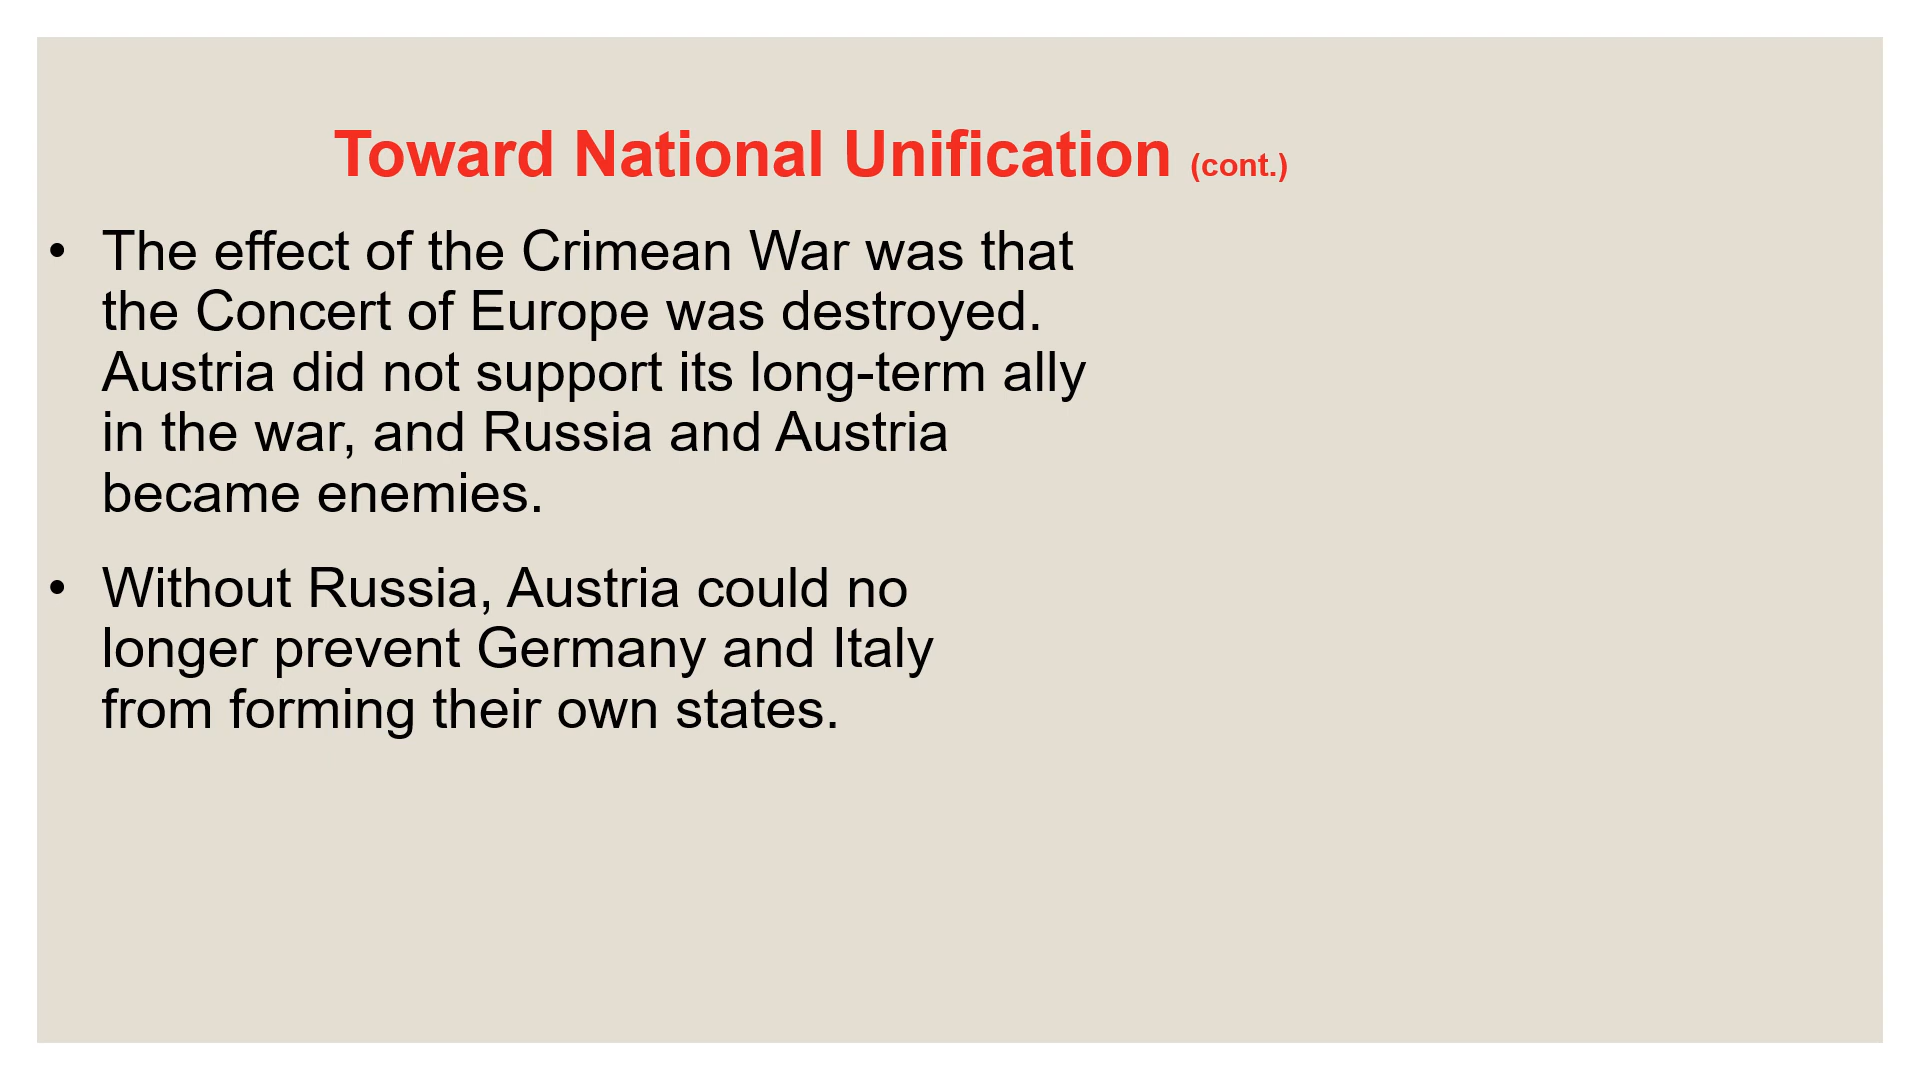 Toward National Unification (cont.)
• The effect of the Crimean War was that
the Concert of Europe was destroyed.
Austria did not support its long-term ally
in the war, and Russia and Austria
became enemies.
• Without Russia, Austria could no
longer prevent Germany and Italy
from forming their own states.